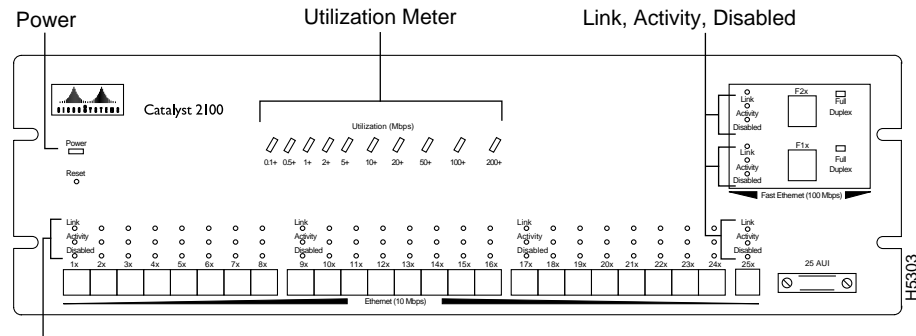 Power
Utilization Meter
Link, Activity, Disabled
CISCO SYSTEMS
Catalyst 2100
Utilization (Mbps)
0.1+ 0.5+ 1+ 2+ 5+ 10+ 20+ 50+ 100+ 200+
Power
Reset
Link
Activity
Disabled
F2x
Full
Duplex
Link
Activity
Disabled
F1x
Full
Duplex
Fast Ethernet (100 Mbps)
Link
Activity
Disabled
Link
Activity
Disabled
Link
Activity
Disabled
Link
Activity
Disabled
1x 2x 3x 4x 5x 6x 7x 8x 9x 10x 11x 12x 13x 14x 15x 16x 17x 18x 19x 20x 21x 22x 23x 24x 25x
25 AUI
Ethernet (10 Mbps)
H5303